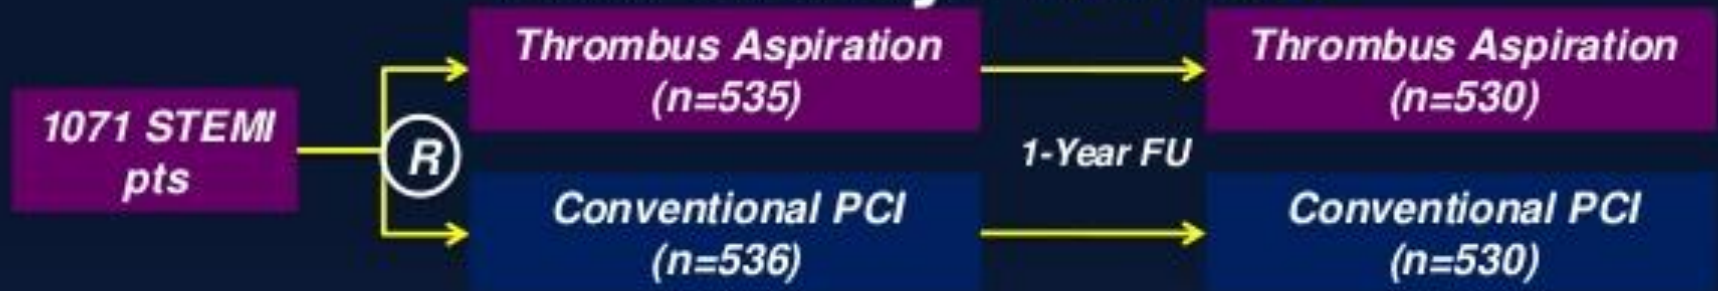 1071 STEMI
pts
R
Thrombus Aspiration
(n=535)
Conventional PCI
(n=536)
1-Year FU
Thrombus Aspiration
(n=530)
Conventional PCI
(n=530)